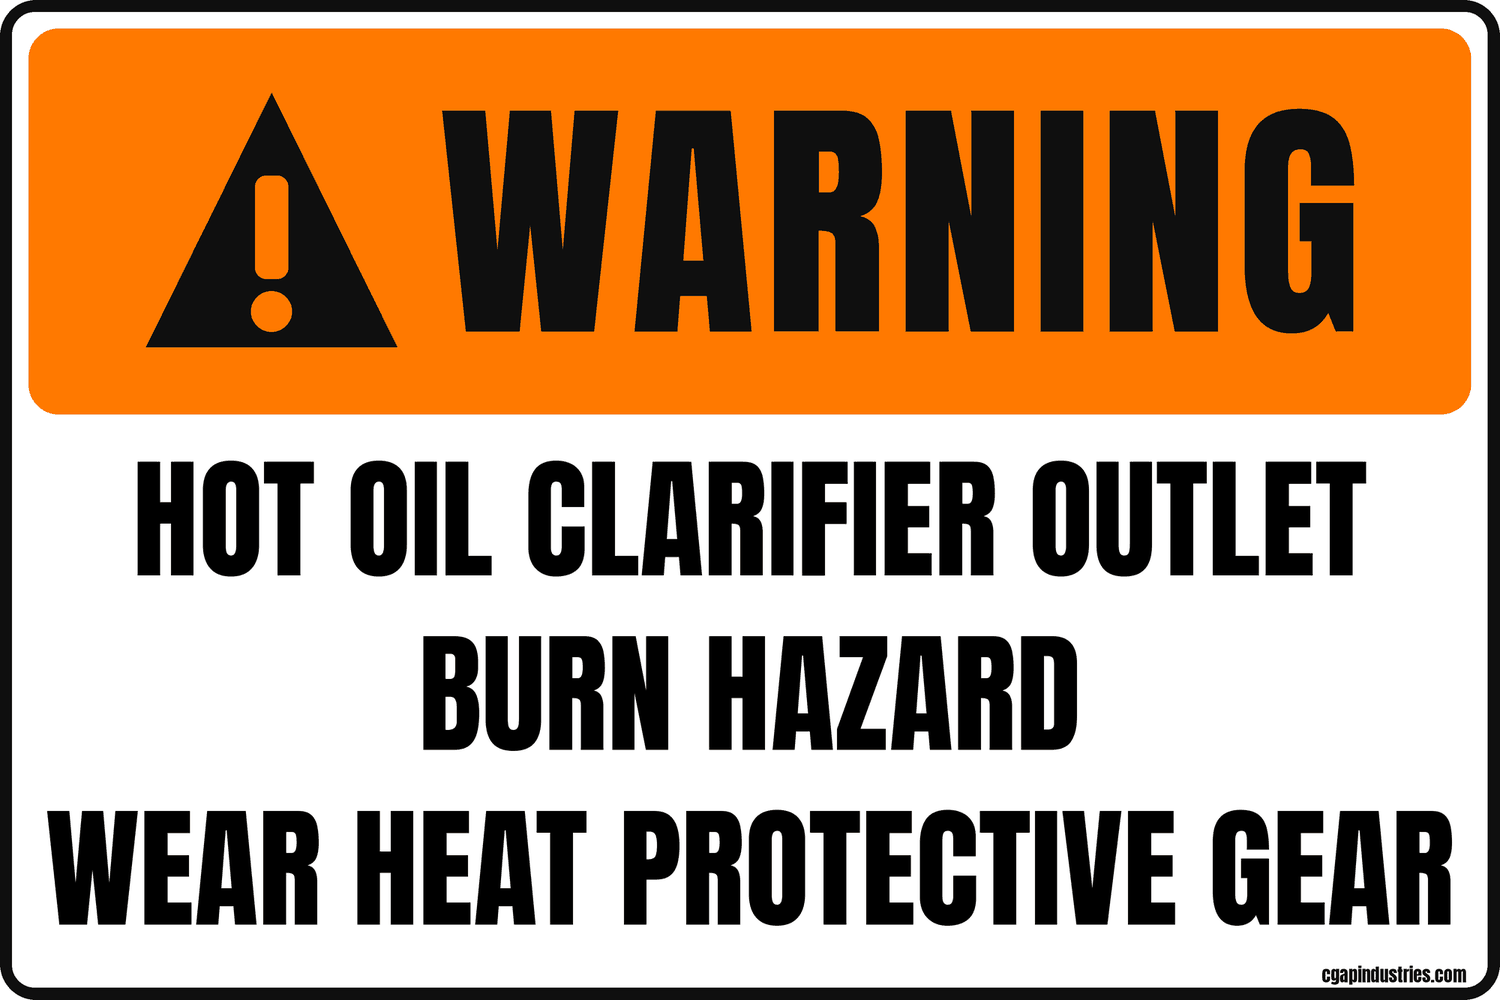 WARNING
HOT OIL CLARIFIER OUTLET
BURN HAZARD
WEAR HEAT PROTECTIVE GEAR
cgapindustries.com